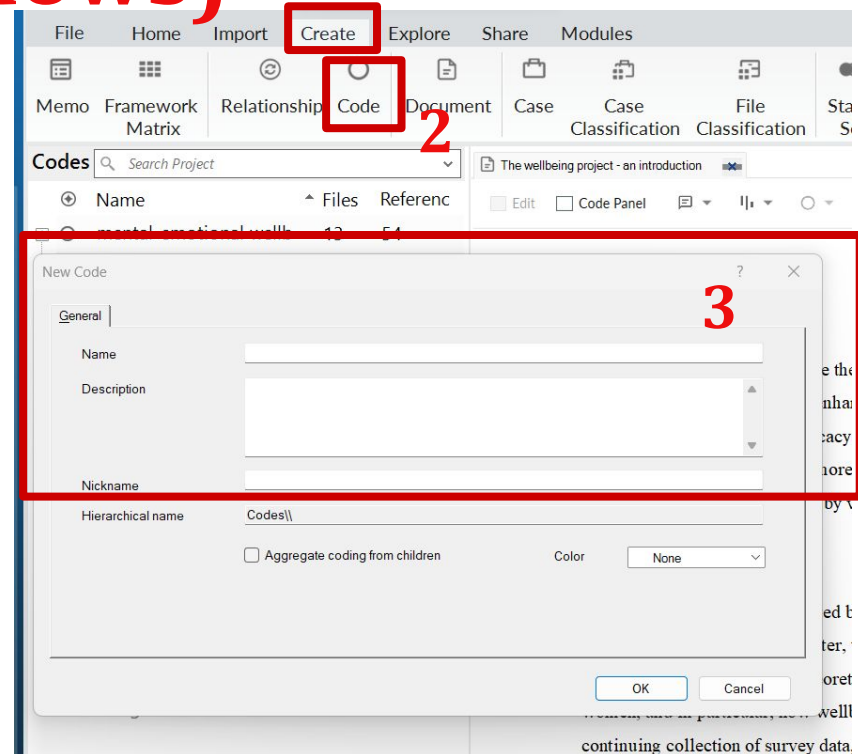 File Home Import Create Explore Share Modules
Memo Framework Matrix Relationship Code Document Case Case Classification File Classification
2
Codes Search Project
The wellbeing project - an introduction
Name Files Referenc
Edit Code Panel
New Code ?
3
General
Name
Description
Nickname
Hierarchical name Codes\\
Aggregate coding from children Color None
OK Cancel
continuing collection of survey data